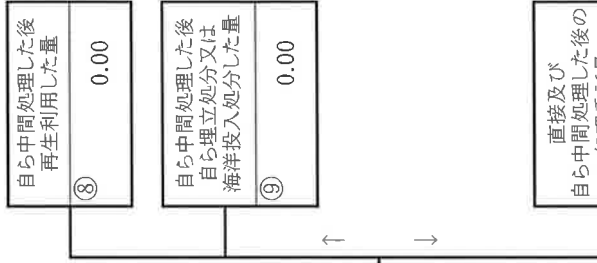 自ら中間処理した後
再生利用した量
⑧ 0.00
自ら中間処理した後
自ら埋立処分又は
海洋投入処分した量
⑨ 0.00
直接及び
自ら中間処理した後の